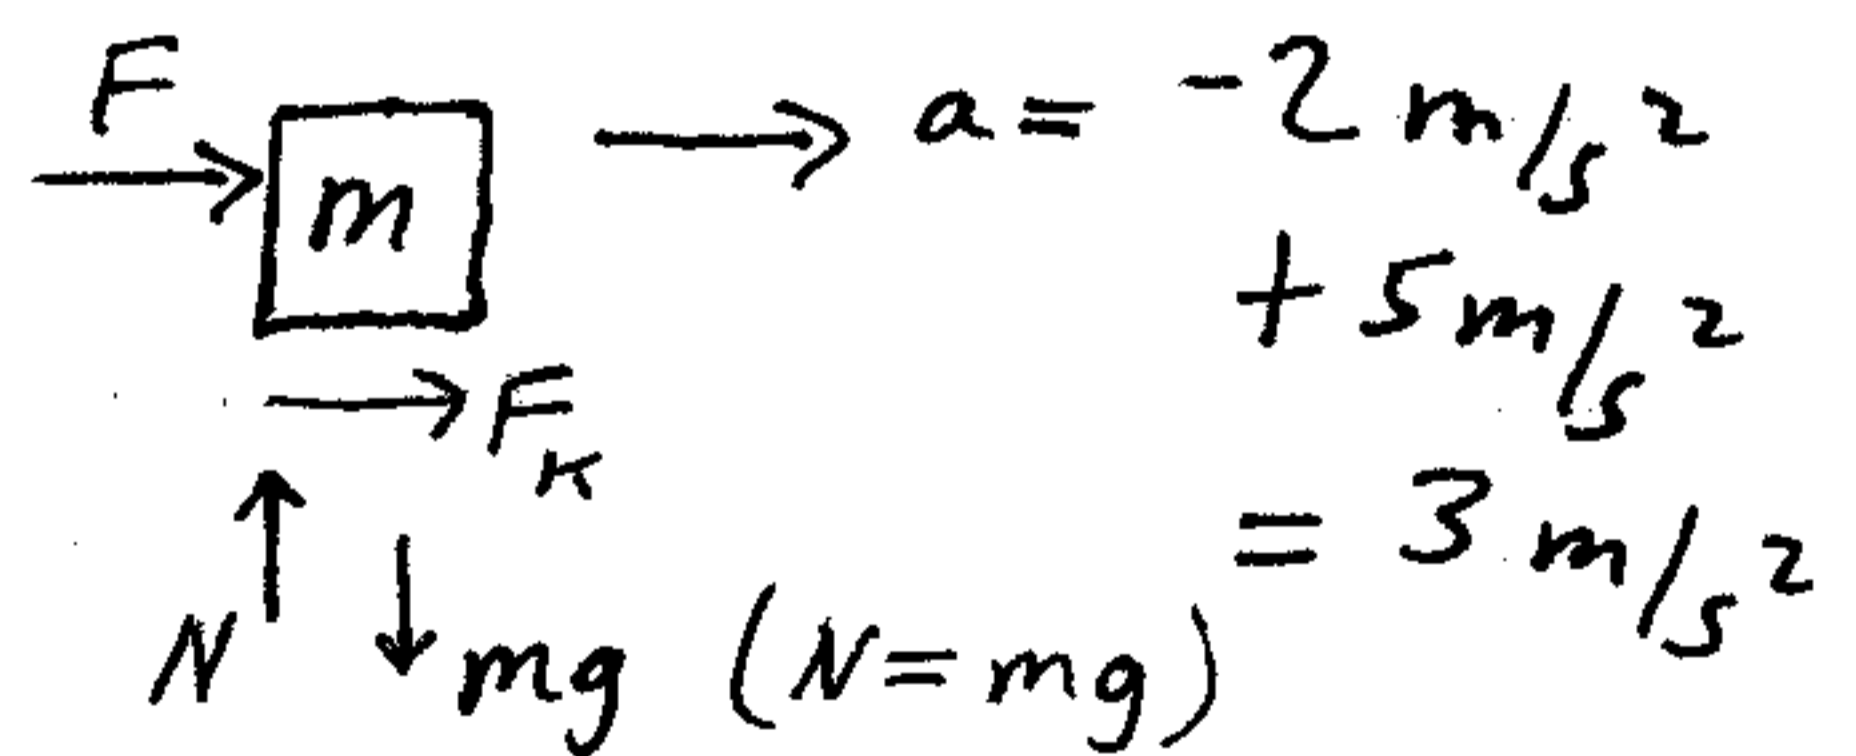 F
m
a = -2 m/s²
+ 5 m/s²
F_K
= 3 m/s²
N
mg (N = mg)